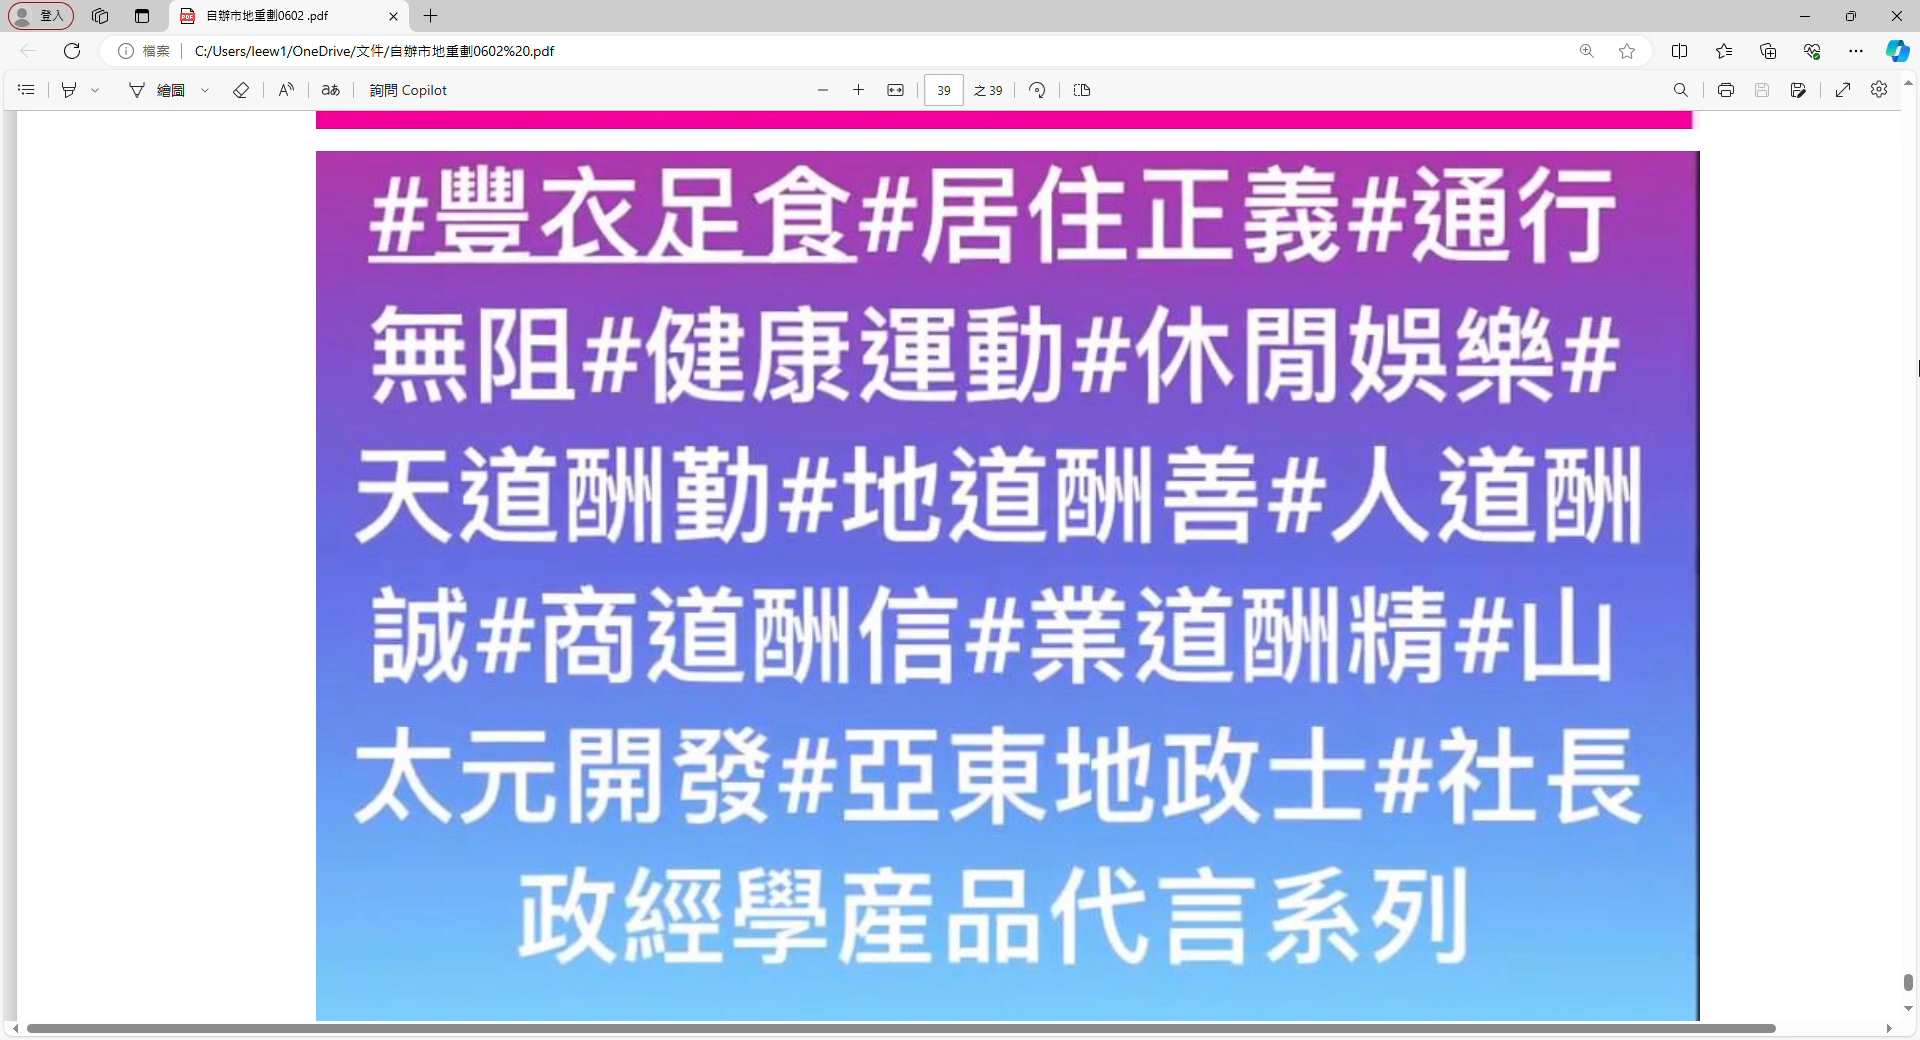 登入
自辦市地重劃0602 .pdf
檔案
C:/Users/leew1/OneDrive/文件/自辦市地重劃0602%20.pdf
繪圖
aあ
詢問 Copilot
39
之 39
#豐衣足食#居住正義#通行
無阻#健康運動#休閒娛樂#
天道酬勤#地道酬善#人道酬
誠#商道酬信#業道酬精#山
太元開發#亞東地政士#社長
政經學産品代言系列